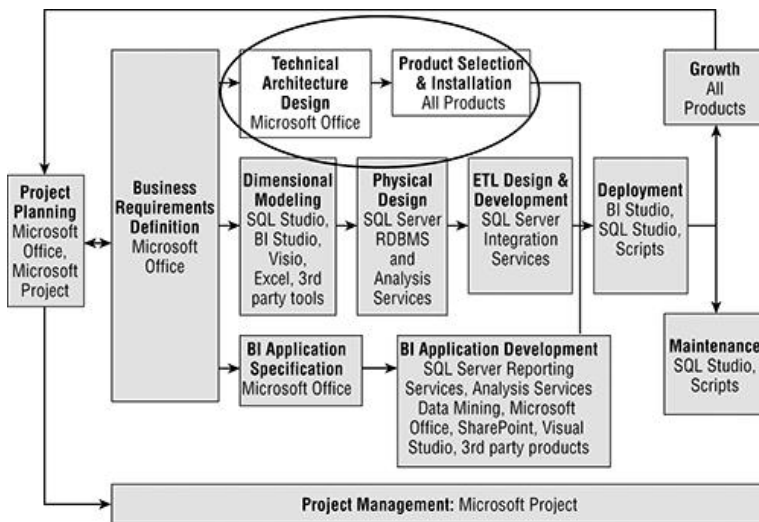 Technical
Architecture
Design
Microsoft Office
Product Selection
& Installation
All Products
Growth
All
Products
Project
Planning
Microsoft
Office,
Microsoft
Project
Business
Requirements
Definition
Microsoft
Office
Dimensional
Modeling
SQL Studio,
BI Studio,
Visio,
Excel, 3rd
party tools
Physical
Design
SQL Server
RDBMS
and
Analysis
Services
ETL Design &
Development
SQL Server
Integration
Services
Deployment
BI Studio,
SQL Studio,
Scripts
BI Application
Specification
Microsoft Office
BI Application Development
SQL Server Reporting
Services, Analysis Services
Data Mining, Microsoft
Office, SharePoint, Visual
Studio, 3rd party products
Maintenance
SQL Studio,
Scripts
Project Management: Microsoft Project